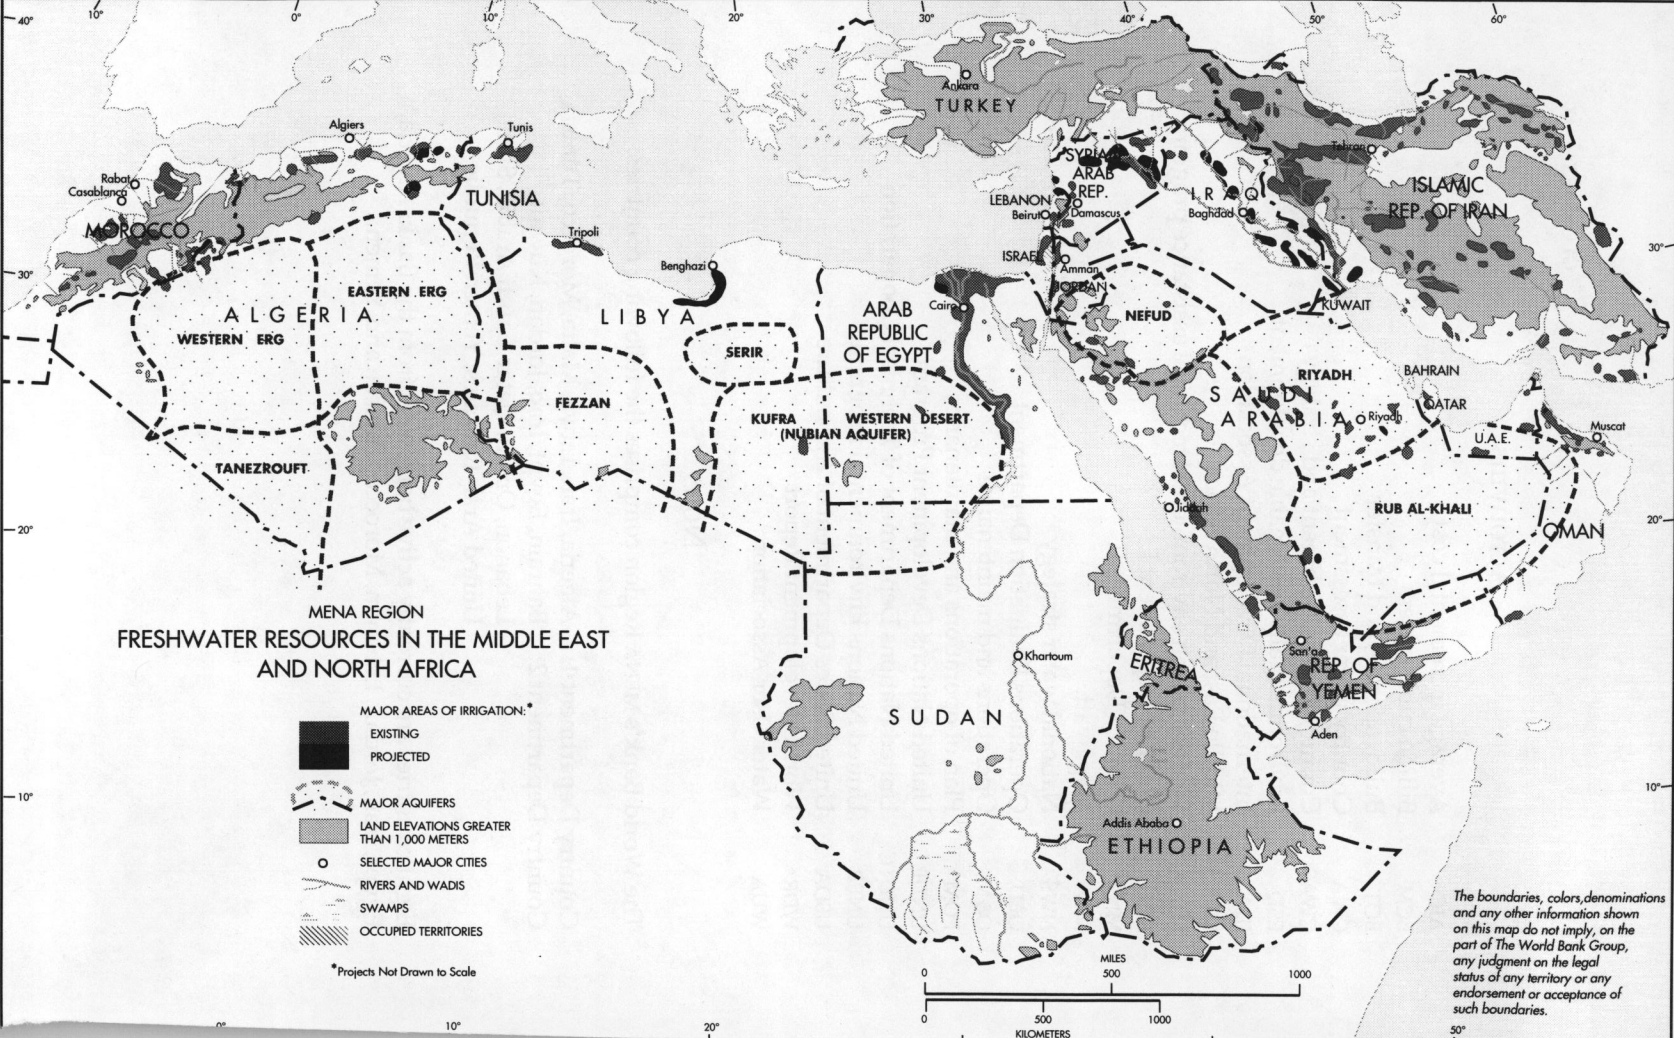 40°
10°
0°
10°
20°
30°
40°
50°
60°
Ankara
TURKEY
Algiers
Tunis
Tehran
SYRIAN
ARAB
REP.
ISLAMIC
REP. OF IRAN
Rabat
Casablanca
TUNISIA
LEBANON
Beirut
Damascus
IRAQ
Baghdad
MOROCCO
Tripoli
30°
30°
Benghazi
ISRAEL
Amman
JORDAN
EASTERN ERG
ALGERIA
WESTERN ERG
LIBYA
ARAB
REPUBLIC
OF EGYPT
Cairo
KUWAIT
NEFUD
SERIR
RIYADH
BAHRAIN
SAUDI
ARABIA
QATAR
FEZZAN
KUFRA
WESTERN DESERT
(NUBIAN AQUIFER)
Riyadh
U.A.E.
Muscat
TANEZROUFT
RUB AL-KHALI
Jiddah
20°
20°
OMAN
MENA REGION
FRESHWATER RESOURCES IN THE MIDDLE EAST
AND NORTH AFRICA
Khartoum
ERITREA
San'a
REP. OF
YEMEN
SUDAN
Aden
MAJOR AREAS OF IRRIGATION:*
EXISTING
PROJECTED
10°
10°
MAJOR AQUIFERS
LAND ELEVATIONS GREATER
THAN 1,000 METERS
Addis Ababa
ETHIOPIA
SELECTED MAJOR CITIES
RIVERS AND WADIS
SWAMPS
OCCUPIED TERRITORIES
*Projects Not Drawn to Scale
The boundaries, colors, denominations
and any other information shown
on this map do not imply, on the
part of The World Bank Group,
any judgment on the legal
status of any territory or any
endorsement or acceptance of
such boundaries.
MILES
0
500
1000
0
500
1000
KILOMETERS
0°
10°
20°
50°